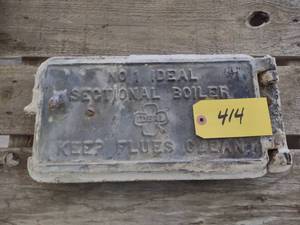 NO 1 IDEAL
SECTIONAL BOILER
KEEP FLUES CLEAN
414